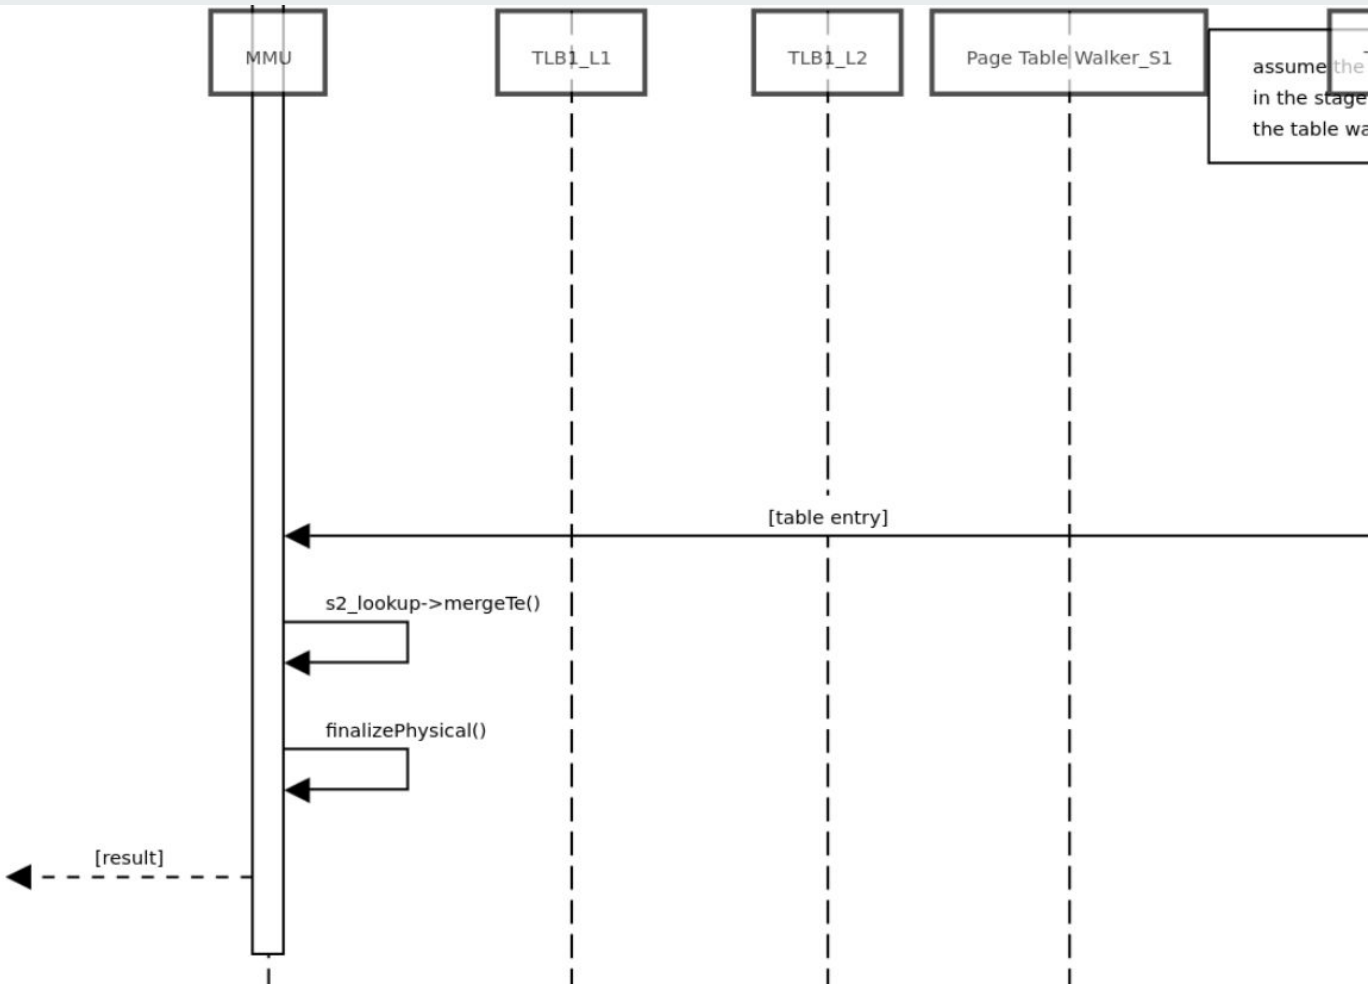 MMU
TLB1_L1
TLB1_L2
Page Table Walker_S1
assume the
in the stage
the table
[table entry]
s2_lookup->mergeTe()
finalizePhysical()
[result]